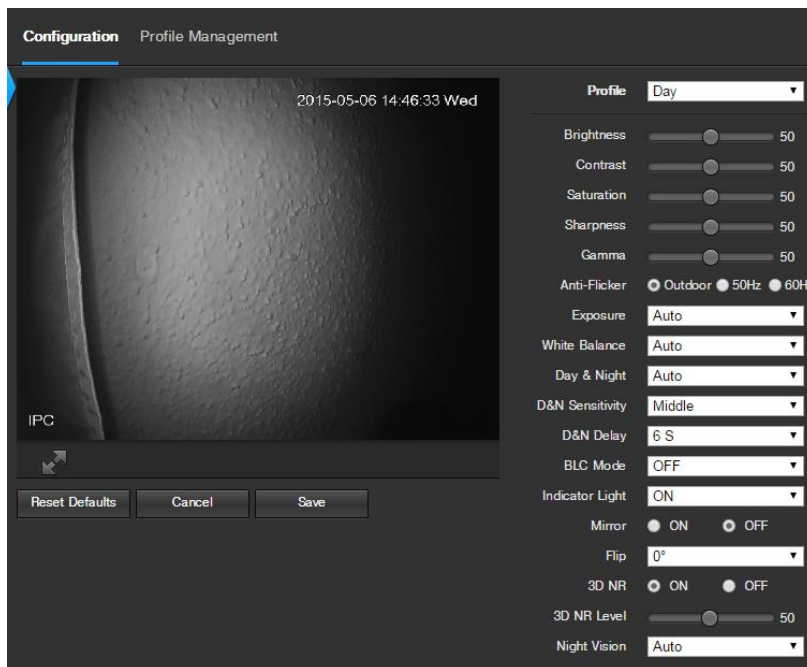 Configuration Profile Management
2015-05-06 14:46:33 Wed
IPC
Reset Defaults Cancel Save
Profile Day
Brightness 50
Contrast 50
Saturation 50
Sharpness 50
Gamma 50
Anti-Flicker Outdoor 50Hz 60H
Exposure Auto
White Balance Auto
Day & Night Auto
D&N Sensitivity Middle
D&N Delay 6 S
BLC Mode OFF
Indicator Light ON
Mirror ON OFF
Flip 0°
3D NR ON OFF
3D NR Level 50
Night Vision Auto